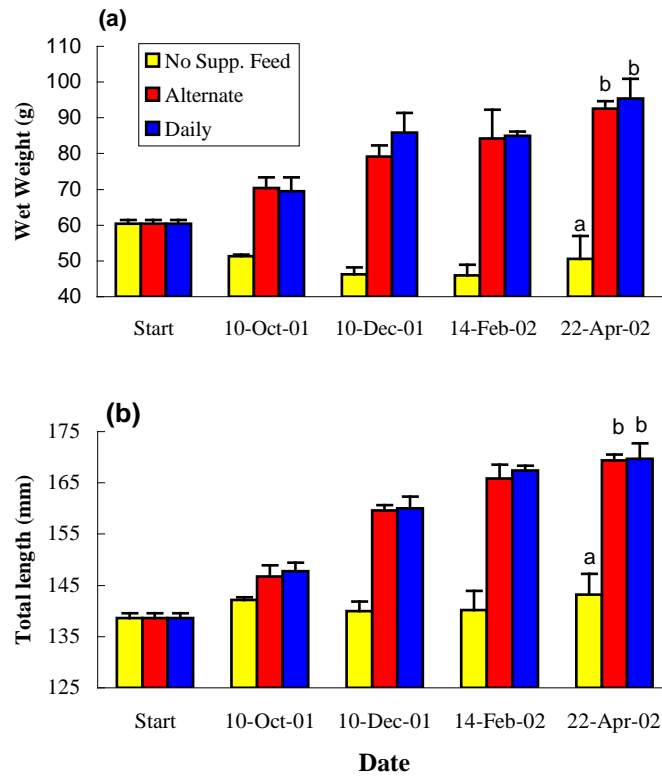 (a)
110
100
90
80
70
60
50
40
Wet Weight (g)
No Supp. Feed
Alternate
Daily
a
b
b
Start
10-Oct-01
10-Dec-01
14-Feb-02
22-Apr-02
(b)
175
165
155
145
135
125
Total length (mm)
a
b
b
Start
10-Oct-01
10-Dec-01
14-Feb-02
22-Apr-02
Date